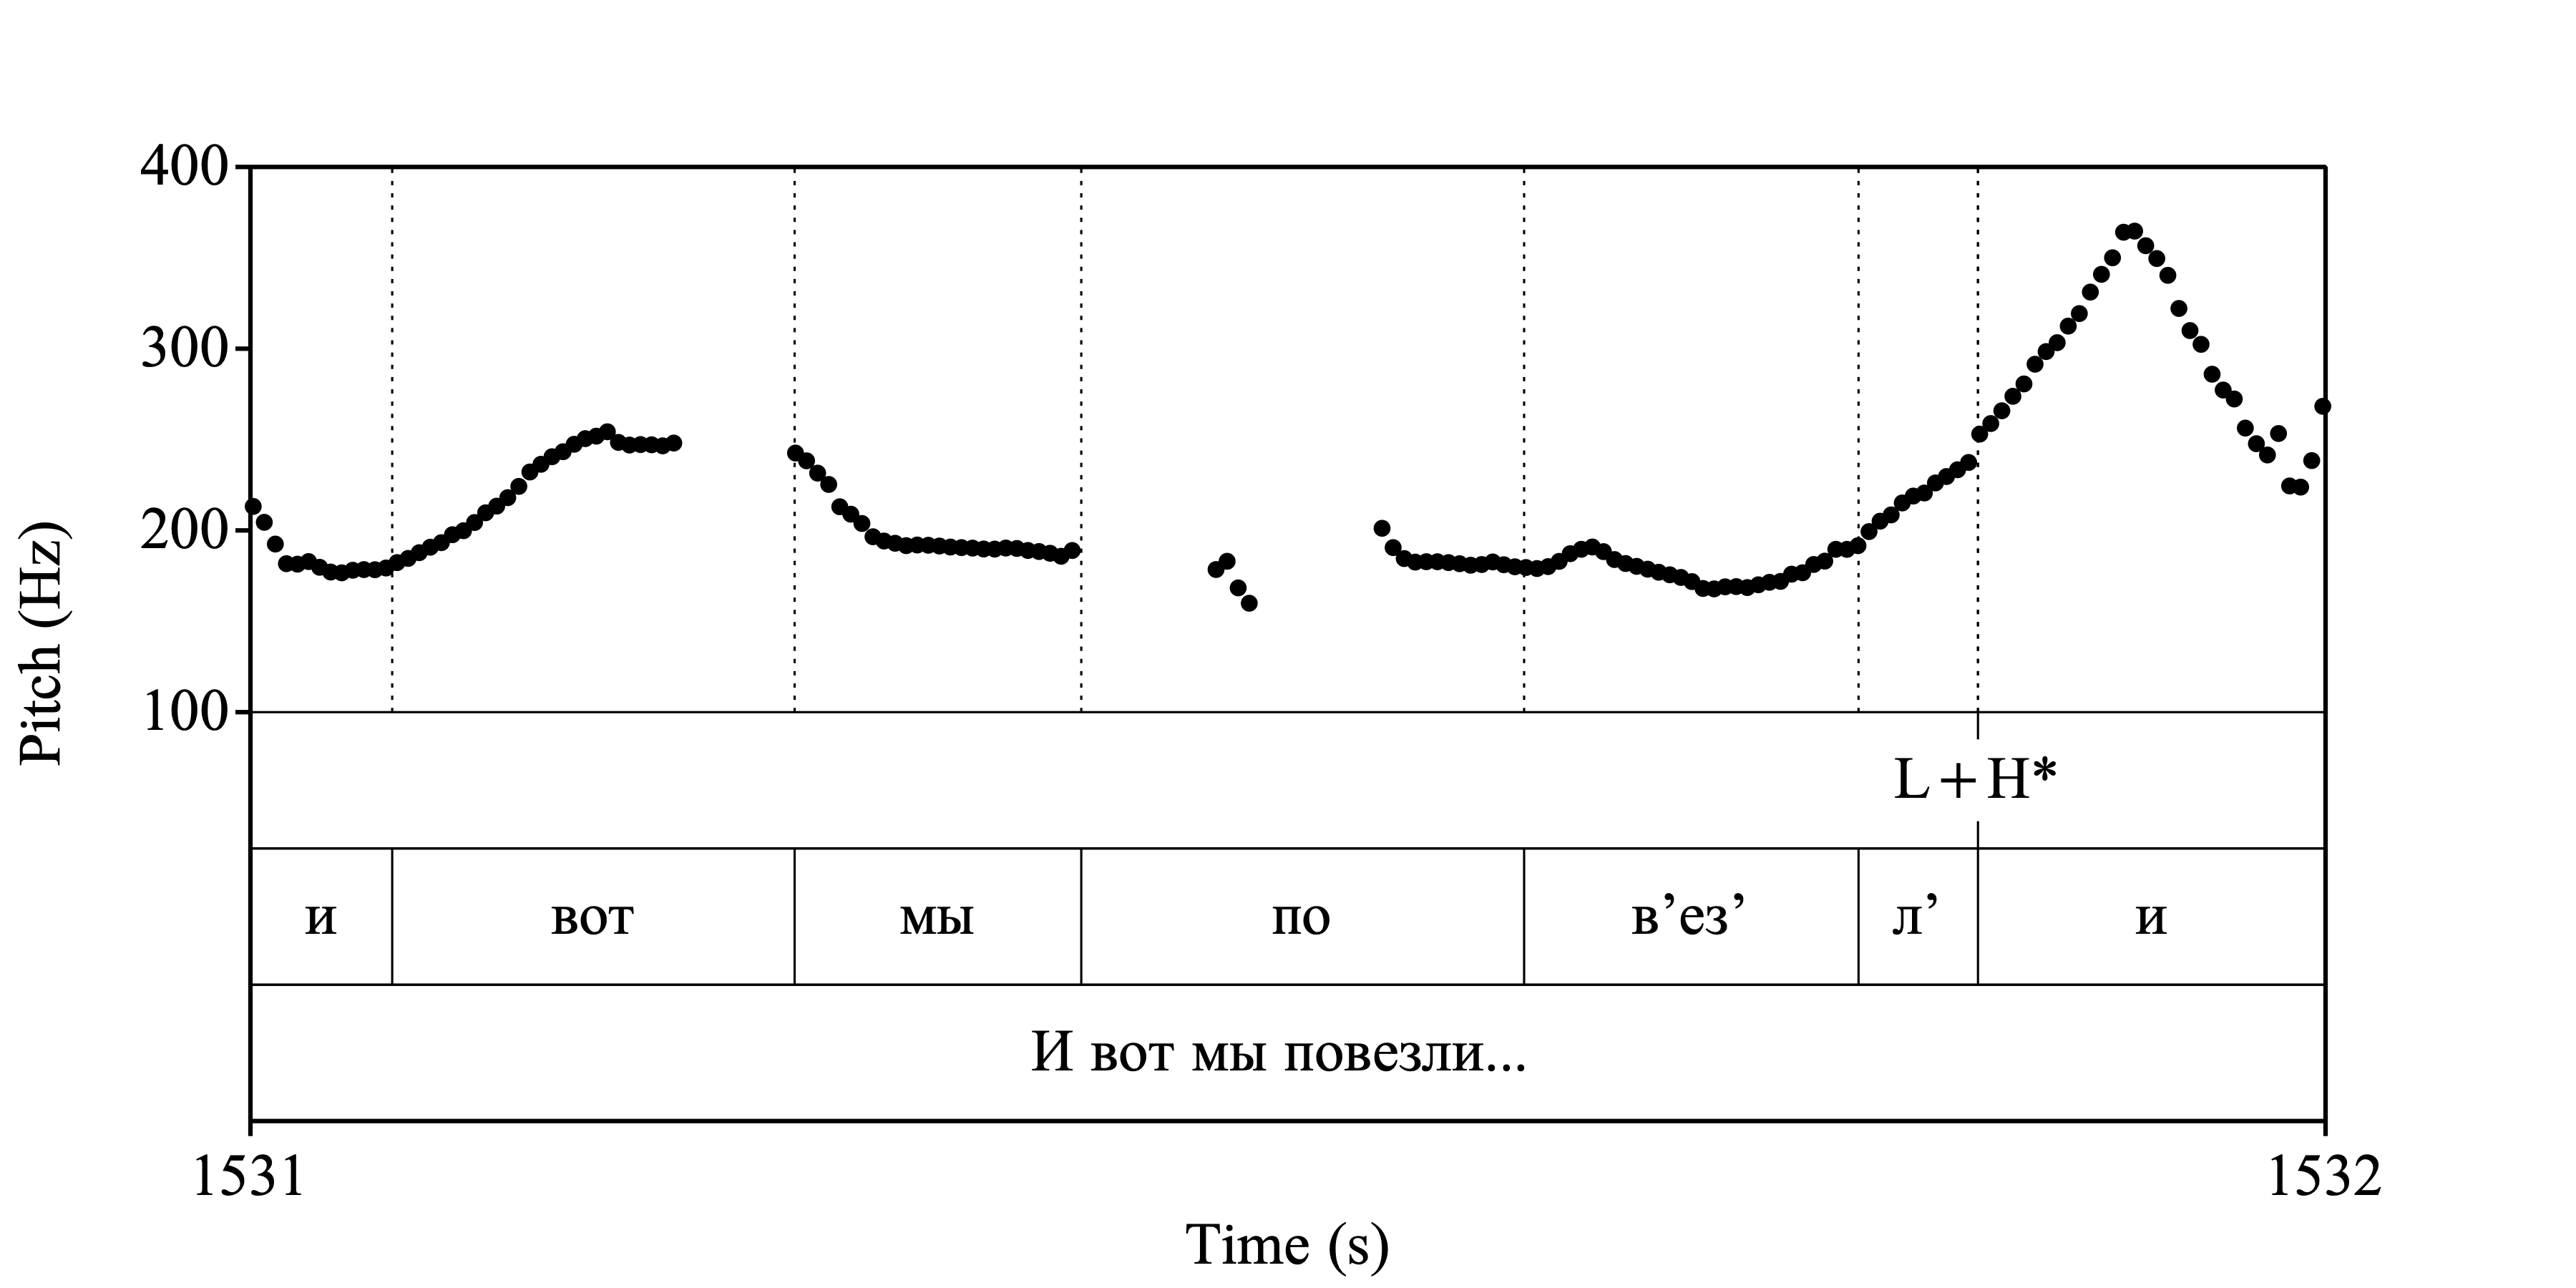 400
300
200
100
Pitch (Hz)
L+H*
и вот мы по в’ез’ л’ и
И вот мы повезли...
1531 1532
Time (s)